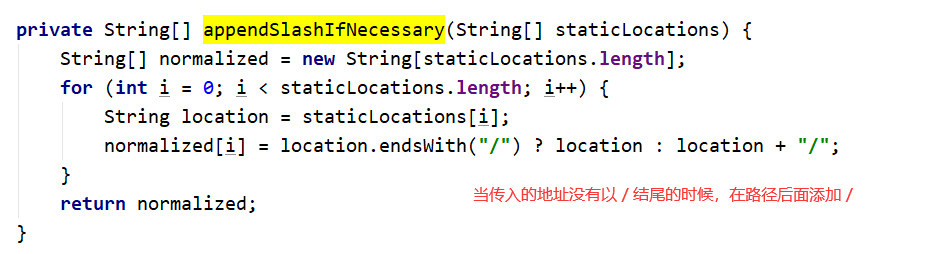 private String[] appendSlashIfNecessary(String[] staticLocations) {
    String[] normalized = new String[staticLocations.length];
    for (int i = 0; i < staticLocations.length; i++) {
        String location = staticLocations[i];
        normalized[i] = location.endsWith("/") ? location : location + "/";
    }
当传入的地址没有以 / 结尾的时候，在路径后面添加 /
    return normalized;
}